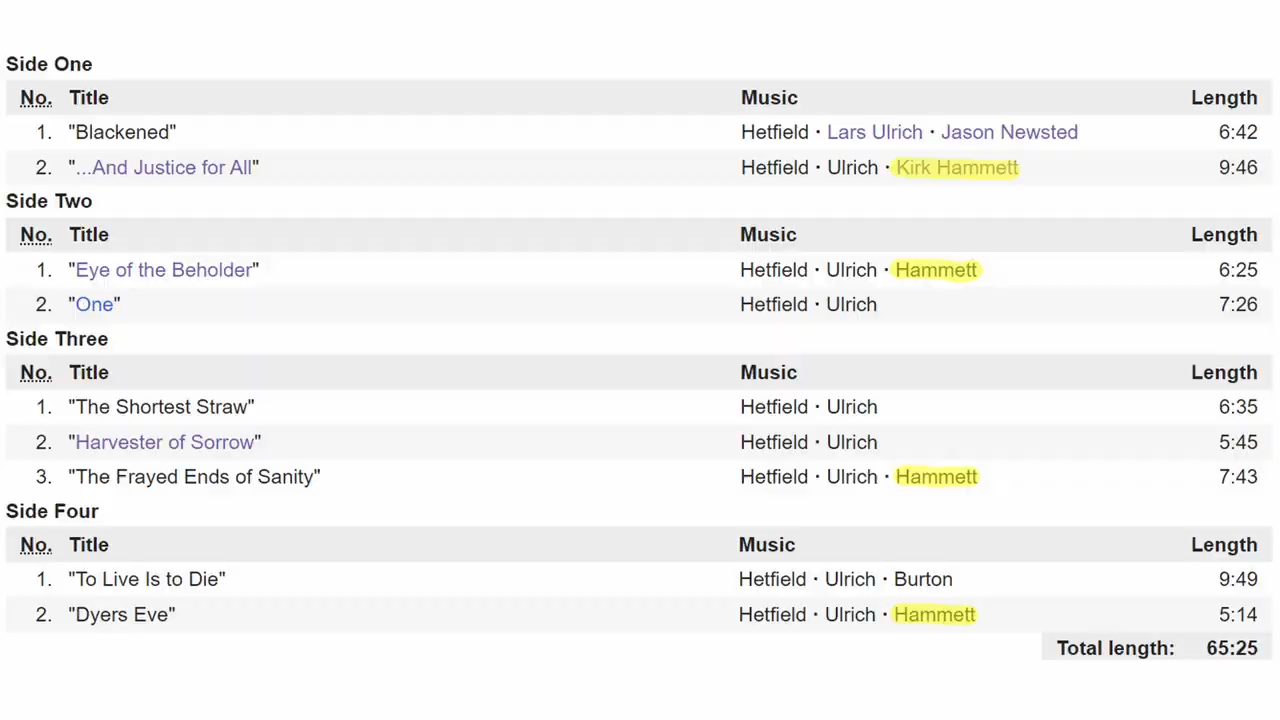 Side One
No. Title Music Length
1. "Blackened" Hetfield · Lars Ulrich · Jason Newsted 6:42
2. "...And Justice for All" Hetfield · Ulrich · Kirk Hammett 9:46
Side Two
No. Title Music Length
1. "Eye of the Beholder" Hetfield · Ulrich · Hammett 6:25
2. "One" Hetfield · Ulrich 7:26
Side Three
No. Title Music Length
1. "The Shortest Straw" Hetfield · Ulrich 6:35
2. "Harvester of Sorrow" Hetfield · Ulrich 5:45
3. "The Frayed Ends of Sanity" Hetfield · Ulrich · Hammett 7:43
Side Four
No. Title Music Length
1. "To Live Is to Die" Hetfield · Ulrich · Burton 9:49
2. "Dyers Eve" Hetfield · Ulrich · Hammett 5:14
Total length: 65:25